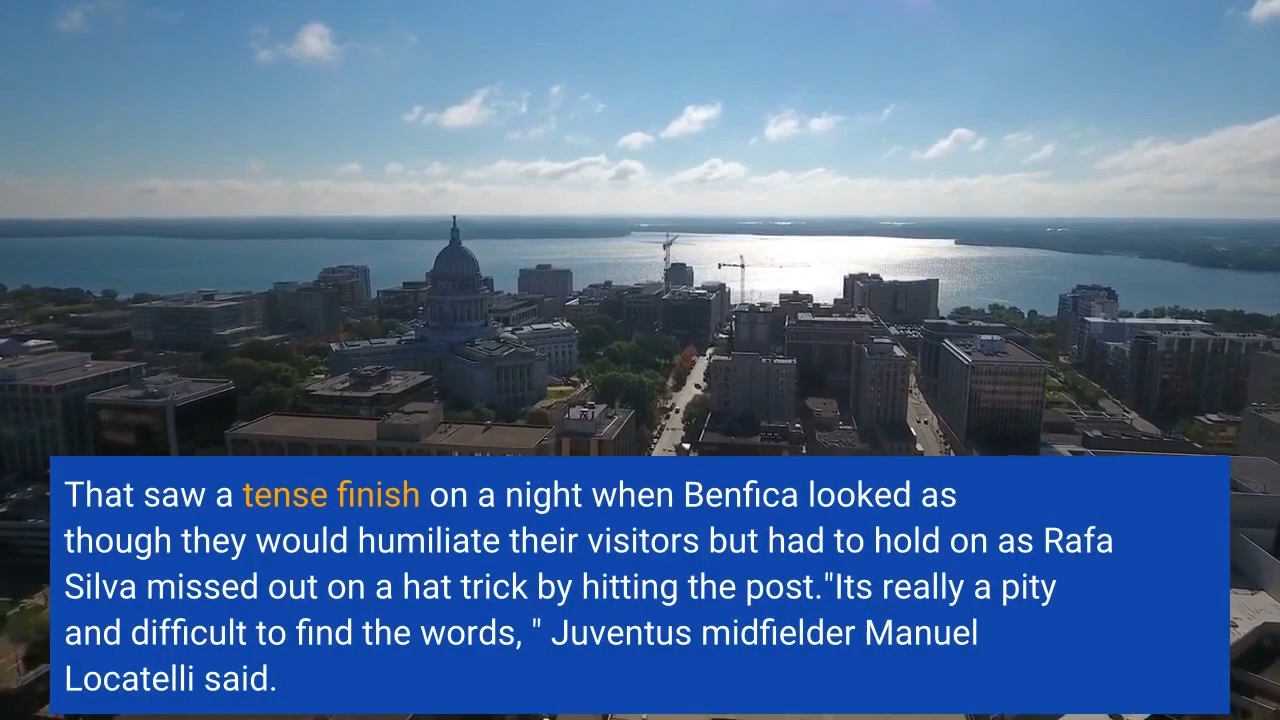 That saw a tense finish on a night when Benfica looked as
though they would humiliate their visitors but had to hold on as Rafa
Silva missed out on a hat trick by hitting the post."Its really a pity
and difficult to find the words, " Juventus midfielder Manuel
Locatelli said.